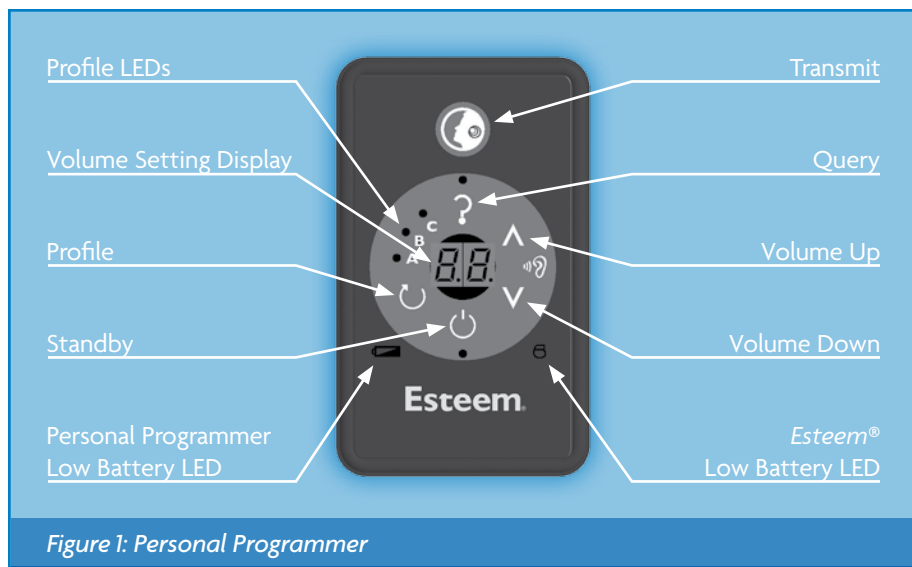 Profile LEDs
Transmit
Volume Setting Display
Query
C
B
A
8.8.
Profile
Volume Up
Standby
Volume Down
Esteem®
Personal Programmer
Low Battery LED
Esteem®
Low Battery LED
Figure 1: Personal Programmer